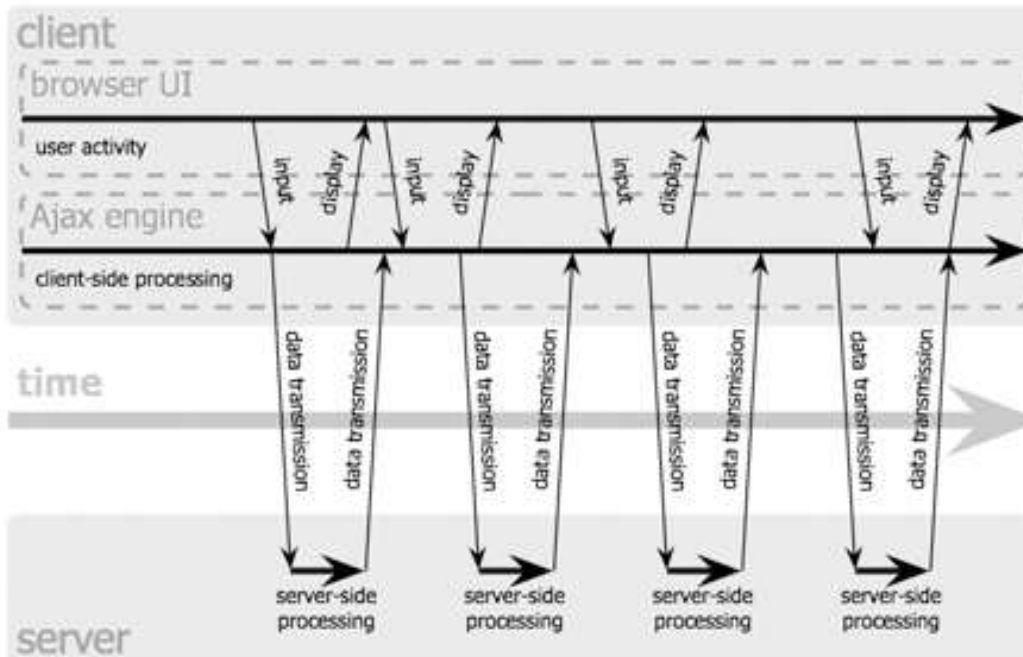 client
browser UI
user activity
input
display
input
display
input
display
input
display
Ajax engine
client-side processing
data transmission
data transmission
data transmission
data transmission
data transmission
data transmission
data transmission
data transmission
time
server-side
processing
server-side
processing
server-side
processing
server-side
processing
server